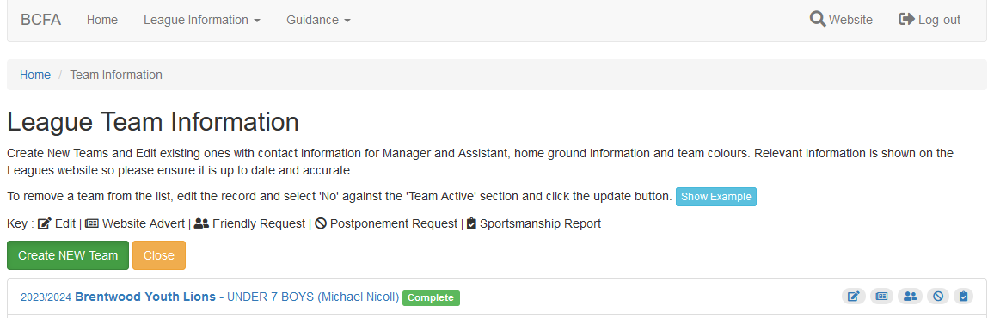 BCFA Home League Information Guidance Website Log-out
Home / Team Information
League Team Information
Create New Teams and Edit existing ones with contact information for Manager and Assistant, home ground information and team colours. Relevant information is shown on the
Leagues website so please ensure it is up to date and accurate.
To remove a team from the list, edit the record and select 'No' against the 'Team Active' section and click the update button. Show Example
Key : Edit | Website Advert | Friendly Request | Postponement Request | Sportsmanship Report
Create NEW Team Close
2023/2024 Brentwood Youth Lions - UNDER 7 BOYS (Michael Nicoll) Complete